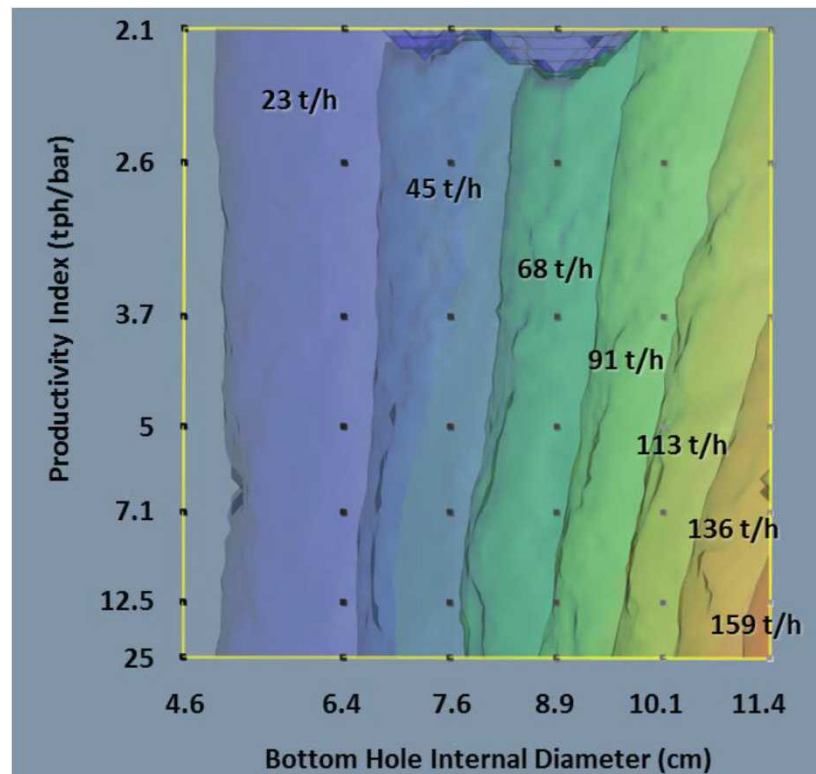 2.1
23 t/h
2.6
45 t/h
68 t/h
3.7
91 t/h
5
113 t/h
7.1
136 t/h
12.5
159 t/h
25
Productivity Index (tph/bar)
4.6 6.4 7.6 8.9 10.1 11.4
Bottom Hole Internal Diameter (cm)